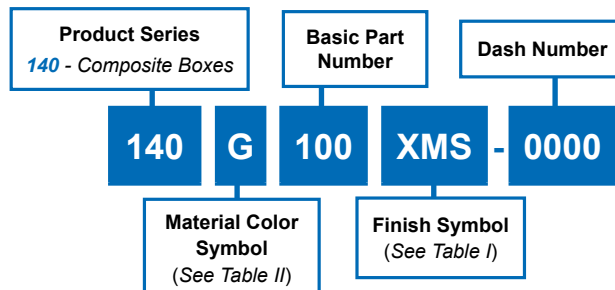 Product Series
140 - Composite Boxes
Basic Part
Number
Dash Number
140 G 100 XMS - 0000
Material Color
Symbol
(See Table II)
Finish Symbol
(See Table I)